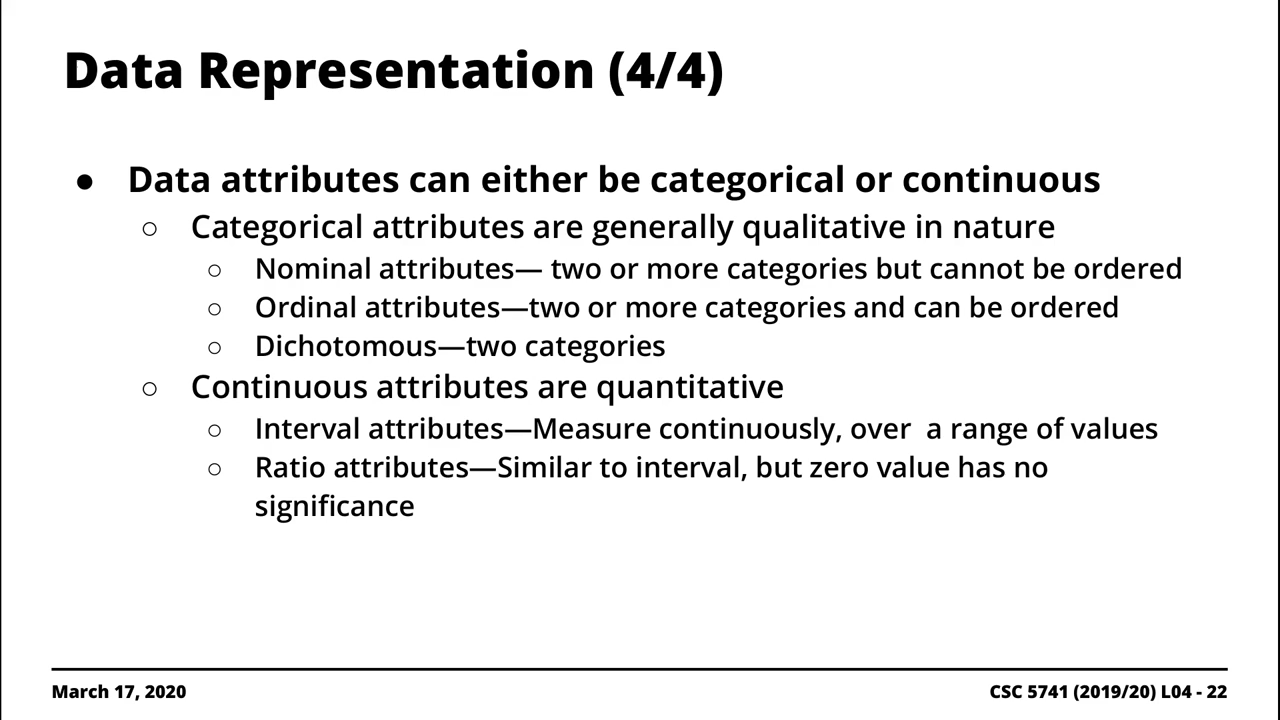 Data Representation (4/4)
● Data attributes can either be categorical or continuous
○ Categorical attributes are generally qualitative in nature
○ Nominal attributes— two or more categories but cannot be ordered
○ Ordinal attributes—two or more categories and can be ordered
○ Dichotomous—two categories
○ Continuous attributes are quantitative
○ Interval attributes—Measure continuously, over  a range of values
○ Ratio attributes—Similar to interval, but zero value has no
significance
March 17, 2020
CSC 5741 (2019/20) L04 - 22